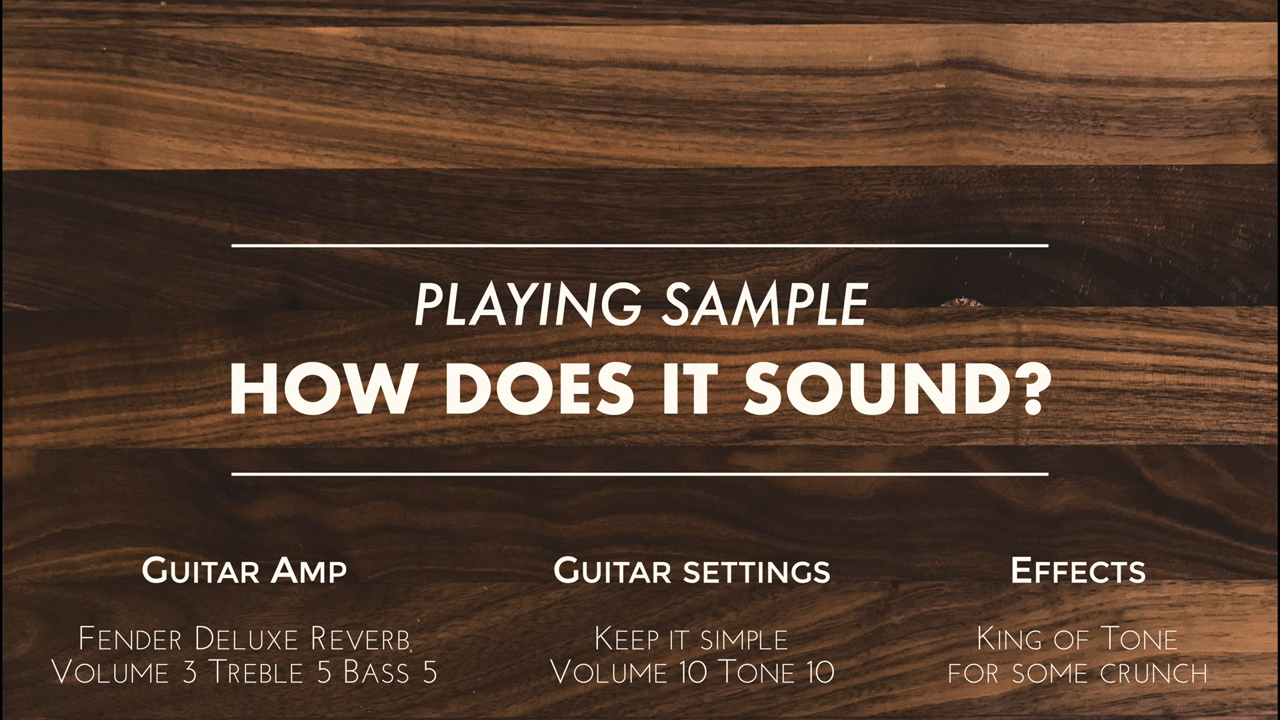 PLAYING SAMPLE
HOW DOES IT SOUND?
GUITAR AMP
FENDER DELUXE REVERB
VOLUME 3 TREBLE 5 BASS 5
GUITAR SETTINGS
KEEP IT SIMPLE
VOLUME 10 TONE 10
EFFECTS
KING OF TONE
FOR SOME CRUNCH